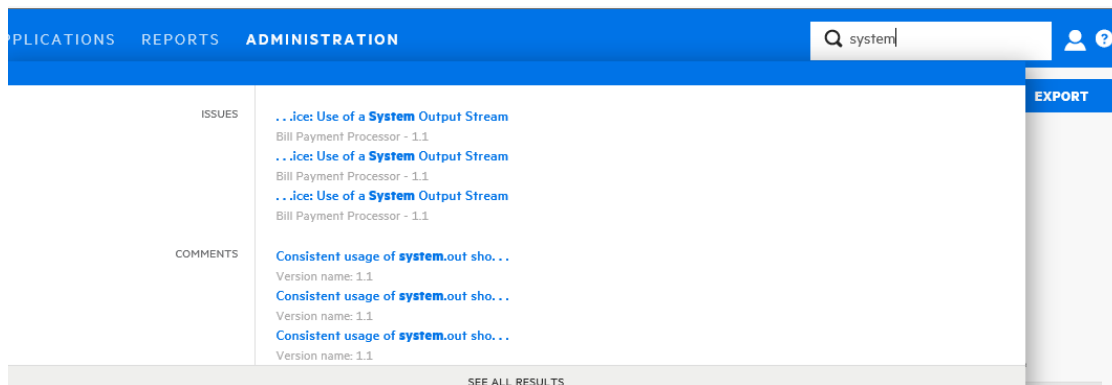 PPLICATIONS REPORTS ADMINISTRATION system
EXPORT
ISSUES
. . .ice: Use of a System Output Stream
Bill Payment Processor - 1.1
. . .ice: Use of a System Output Stream
Bill Payment Processor - 1.1
. . .ice: Use of a System Output Stream
Bill Payment Processor - 1.1
COMMENTS
Consistent usage of system.out sho. . .
Version name: 1.1
Consistent usage of system.out sho. . .
Version name: 1.1
Consistent usage of system.out sho. . .
Version name: 1.1
SEE ALL RESULTS